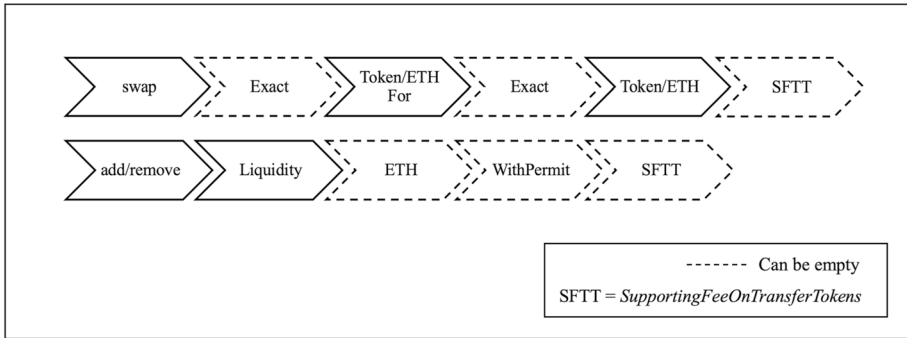 swap
Exact
Token/ETH
For
Exact
Token/ETH
SFTT
add/remove
Liquidity
ETH
WithPermit
SFTT
Can be empty
SFTT = SupportingFeeOnTransferTokens